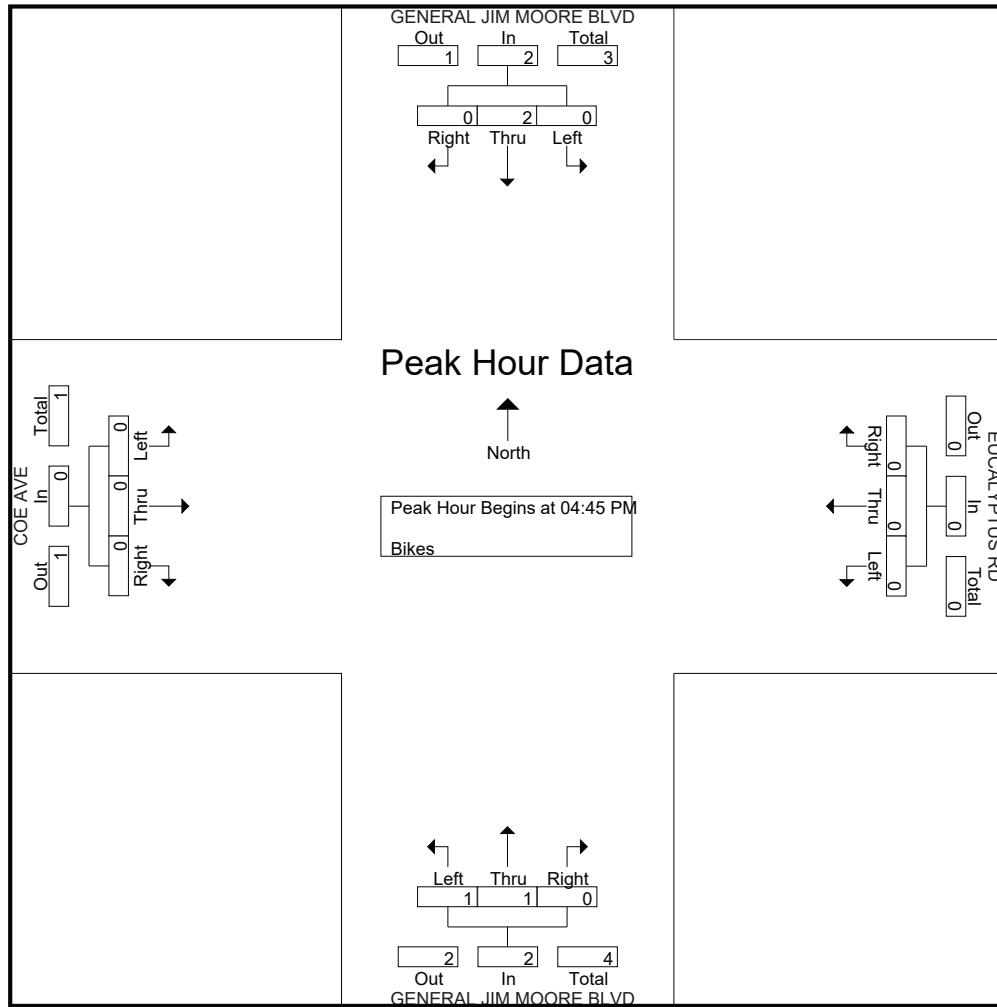 GENERAL JIM MOORE BLVD
Out In Total
1 2 3
0 2 0
Right Thru Left
Peak Hour Data
North
Peak Hour Begins at 04:45 PM
Bikes
COE AVE
Out In Total
1 0 1
0 0 0
Right Thru Left
EUCALYPTUS RD
Out In Total
0 0 0
0 0 0
Right Thru Left
Left Thru Right
1 1 0
2 2 4
Out In Total
GENERAL JIM MOORE BLVD